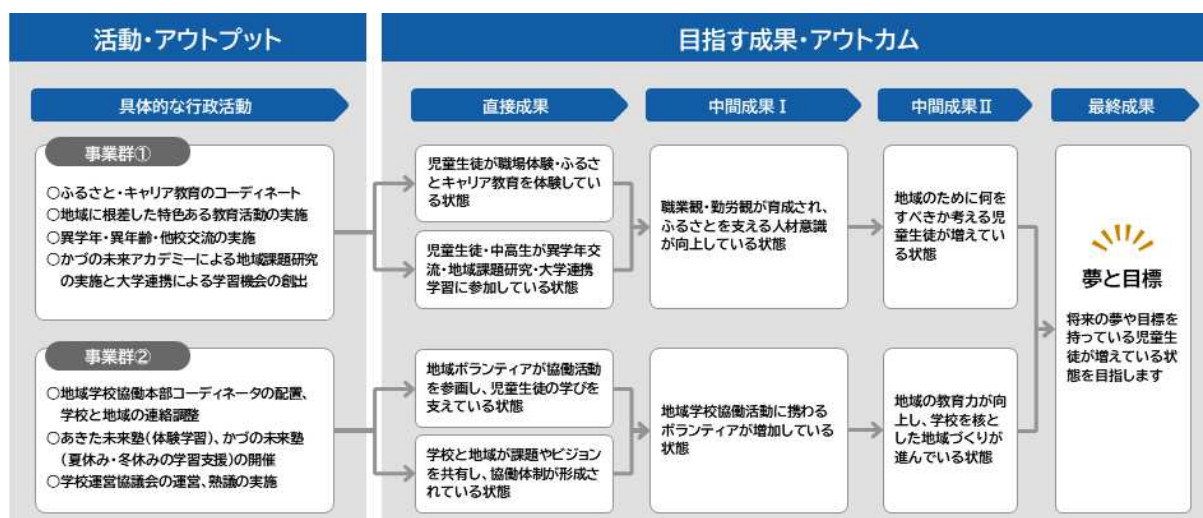 活動・アウトプット
目指す成果・アウトカム
具体的な行政活動
直接成果
中間成果Ⅰ
中間成果Ⅱ
最終成果
事業群①
○ふるさと・キャリア教育のコーディネート
○地域に根差した特色ある教育活動の実施
○異学年・異年齢・他校交流の実施
○かづの未来アカデミーによる地域課題研究
の実施と大学連携による学習機会の創出
児童生徒が職場体験・ふるさ
とキャリア教育を体験してい
る状態
児童生徒・中高生が異学年交
流・地域課題研究・大学連携
学習に参加している状態
職業観・勤労観が育成され、
ふるさとを支える人材意識
が向上している状態
地域のために何を
すべきか考える児
童生徒が増えてい
る状態
事業群②
○地域学校協働本部コーディネータの配置、
学校と地域の連絡調整
○あきた未来塾(体験学習)、かづの未来塾
(夏休み・冬休みの学習支援)の開催
○学校運営協議会の運営、熟議の実施
地域ボランティアが協働活動
を参画し、児童生徒の学びを
支えている状態
学校と地域が課題やビジョン
を共有し、協働体制が形成さ
れている状態
地域学校協働活動に携わる
ボランティアが増加している
状態
地域の教育力が向
上し、学校を核と
した地域づくりが
進んでいる状態
夢と目標
将来の夢や目標を
持っている児童生
徒が増えている状
態を目指します